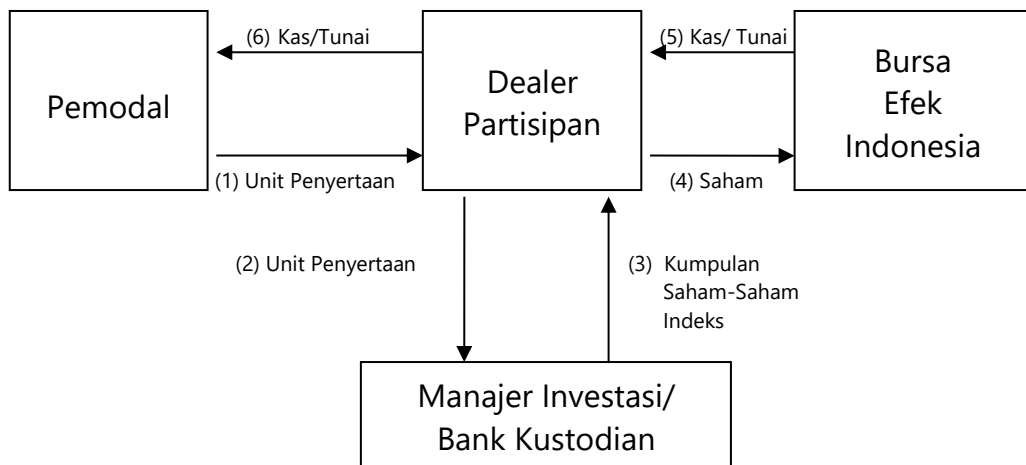 (6) Kas/Tunai
(5) Kas/ Tunai
Pemodal
Dealer
Partisipan
Bursa
Efek
Indonesia
(1) Unit Penyertaan
(4) Saham
(2) Unit Penyertaan
(3) Kumpulan
Saham-Saham
Indeks
Manajer Investasi/
Bank Kustodian